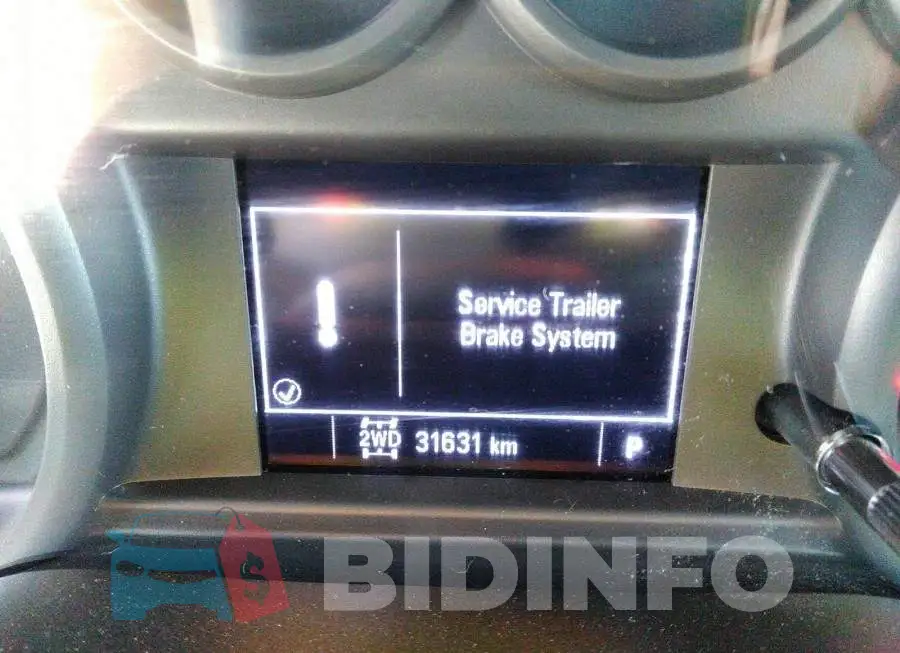 Service Trailer
Brake System
2WD 31631 km P
$ BIDINFO